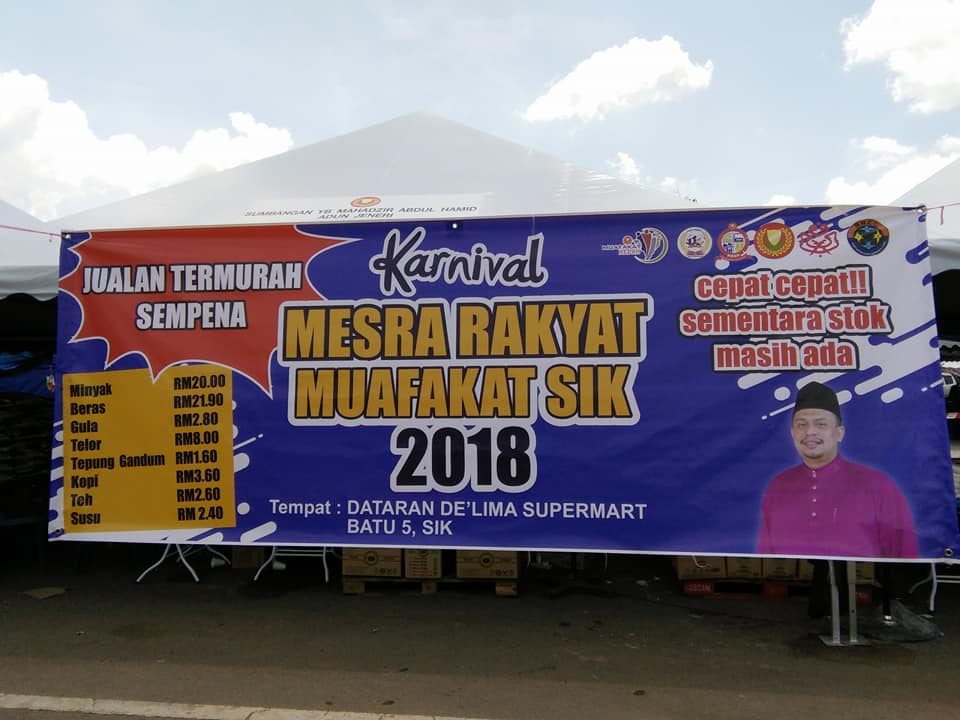 SUMBANGAN YB MAHADZIR ABDUL HAMID
ADUN JENERI
JUALAN TERMURAH
SEMPENA
Minyak RM20.00
Beras RM21.90
Gula RM2.80
Telor RM8.00
Tepung Gandum RM1.60
Kopi RM3.60
Teh RM2.60
Susu RM 2.40
Karnival
MESRA RAKYAT
MUAFAKAT SIK
2018
Tempat : DATARAN DE'LIMA SUPERMART
BATU 5, SIK
MUAFAKAT
KEDAH
cepat cepat!!
sementara stok
masih ada